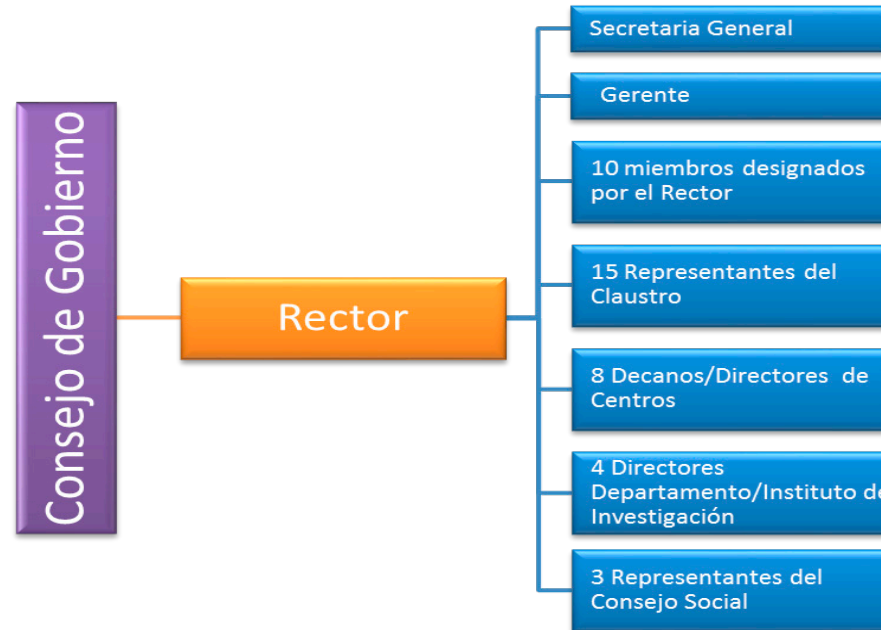 Consejo de Gobierno
Rector
Secretaria General
Gerente
10 miembros designados
por el Rector
15 Representantes del
Claustro
8 Decanos/Directores de
Centros
4 Directores
Departamento/Instituto de
Investigación
3 Representantes del
Consejo Social